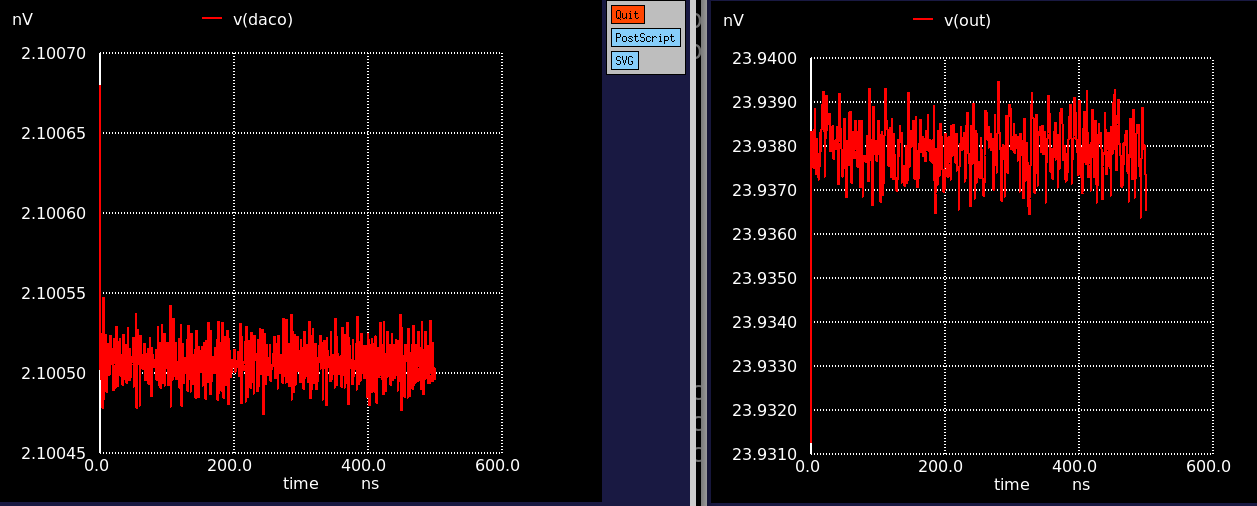 nV
v(daco)
2.10070
2.10065
2.10060
2.10055
2.10050
2.10045
0.0
200.0
400.0
600.0
time
ns
Quit
PostScript
SVG
nV
v(out)
23.9400
23.9390
23.9380
23.9370
23.9360
23.9350
23.9340
23.9330
23.9320
23.9310
0.0
200.0
400.0
600.0
time
ns